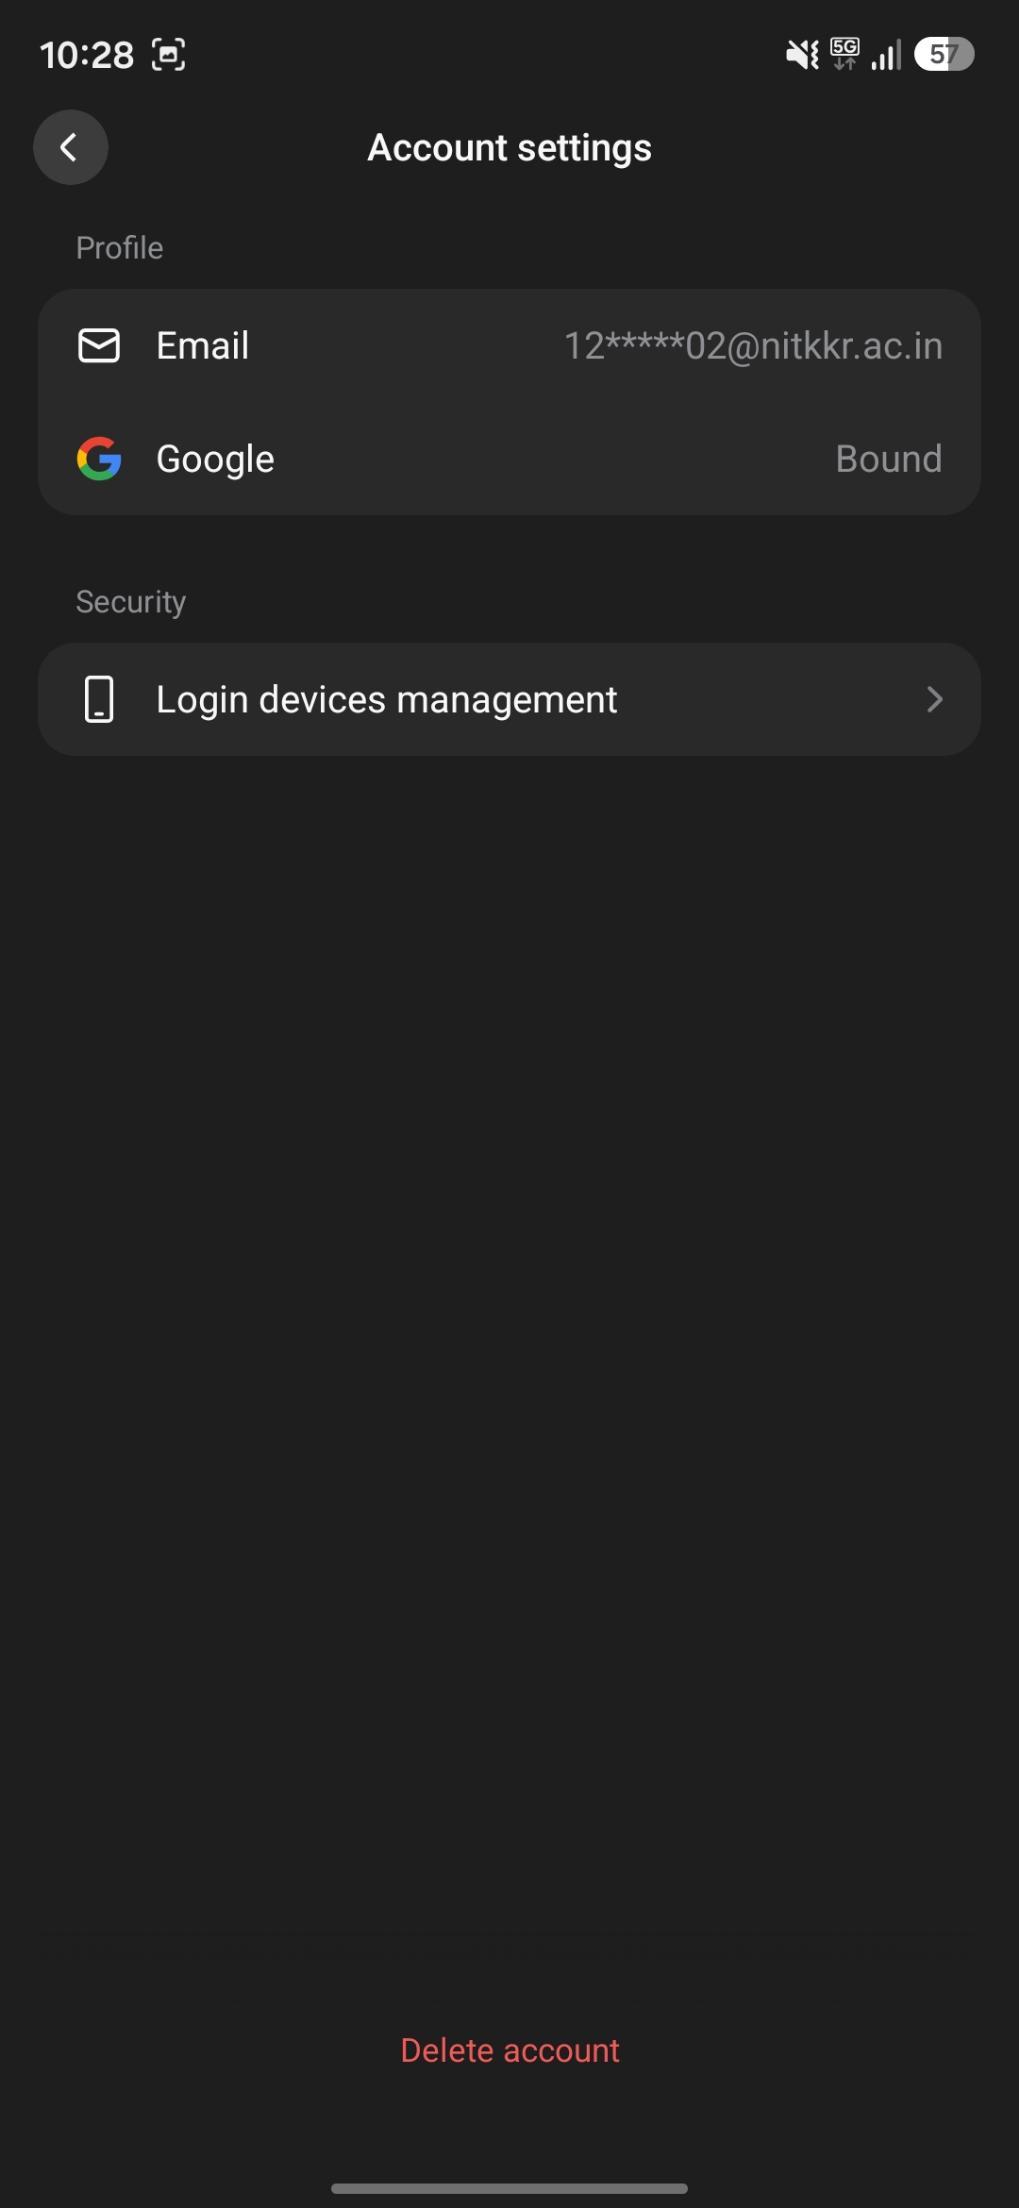 10:28
5G
57
Account settings
Profile
Email 12*****02@nitkkr.ac.in
Google Bound
Security
Login devices management
Delete account